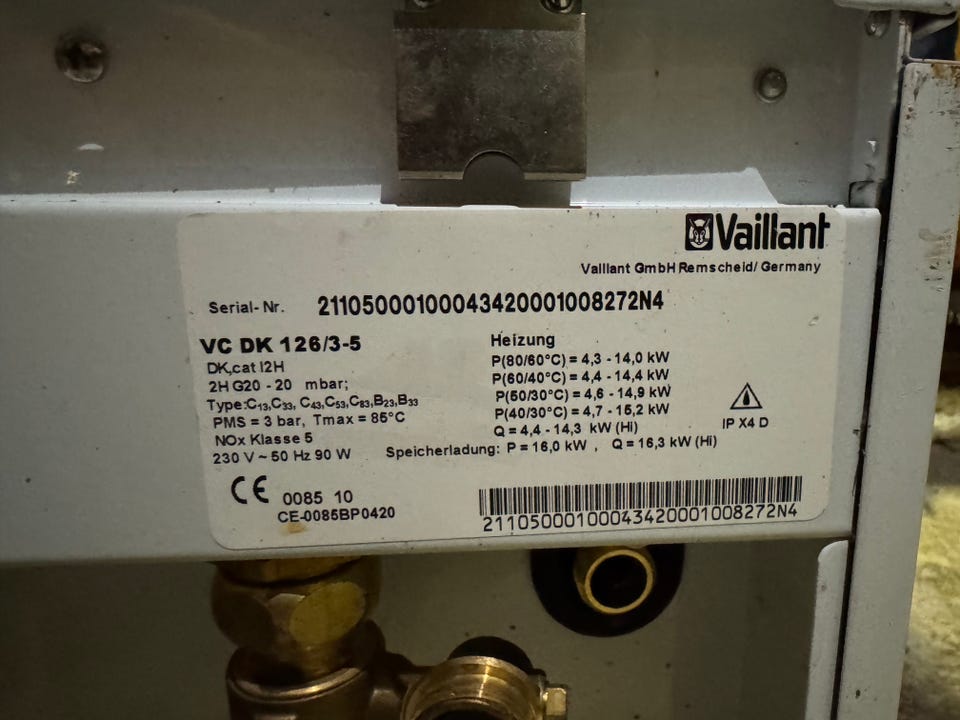 Vaillant
Vaillant GmbH Remscheid/ Germany
Serial-Nr. 21105000100043420001008272N4
VC DK 126/3-5
DK,cat I2H
2H G20 - 20 mbar;
Type:C13,C33, C43,C53,C83,B23,B33
PMS = 3 bar, Tmax = 85°C
NOx Klasse 5
230 V ~ 50 Hz 90 W
Heizung
P(80/60°C) = 4,3 - 14,0 kW
P(60/40°C) = 4,4 - 14,4 kW
P(50/30°C) = 4,6 - 14,9 kW
P(40/30°C) = 4,7 - 15,2 kW
Q = 4,4 - 14,3 kW (Hi)
Speicherladung: P = 16,0 kW , Q = 16,3 kW (Hi)
IP X4 D
CE 0085 10
CE-0085BP0420
21105000100043420001008272N4